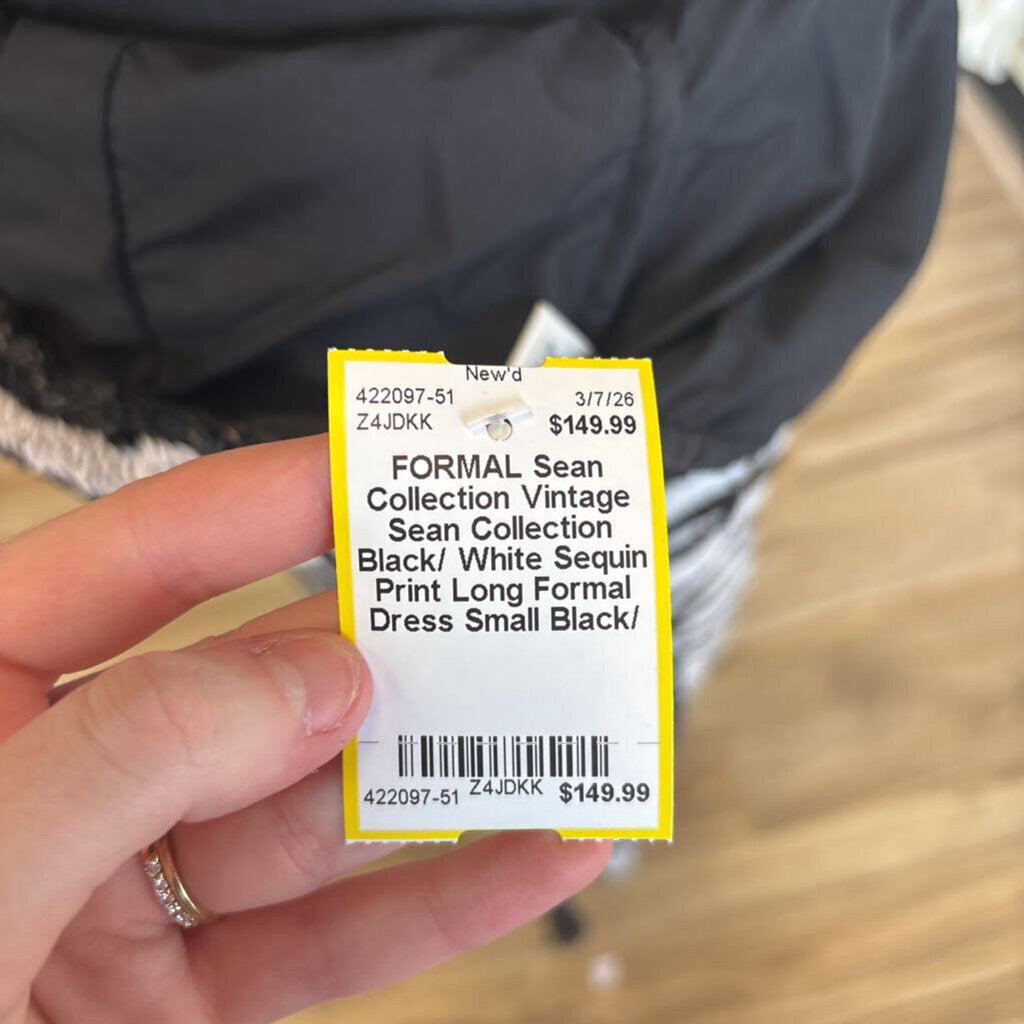 New'd
422097-51 3/7/26
Z4JDKK $149.99
FORMAL Sean
Collection Vintage
Sean Collection
Black/ White Sequin
Print Long Formal
Dress Small Black/
422097-51 Z4JDKK $149.99